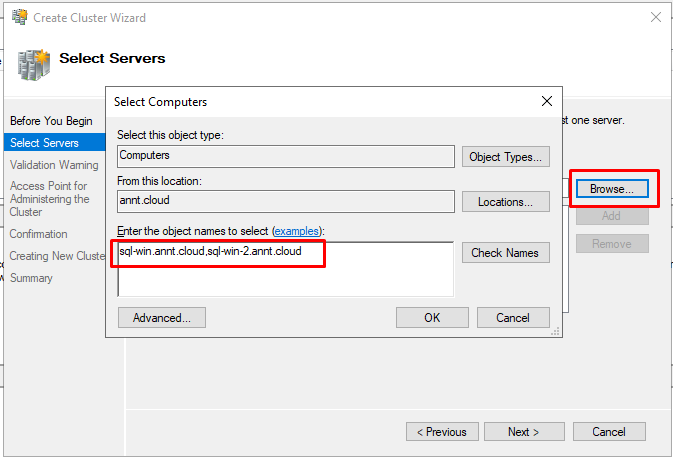 Create Cluster Wizard
Select Servers
Before You Begin
Select Servers
Validation Warning
Access Point for
Administering the
Cluster
Confirmation
Creating New Cluste
Summary
st one server.
Browse...
Add
Remove
Select Computers
Select this object type:
Computers
Object Types...
From this location:
annt.cloud
Locations...
Enter the object names to select (examples):
sql-win.annt.cloud,sql-win-2.annt.cloud
Check Names
Advanced...
OK
Cancel
< Previous
Next >
Cancel